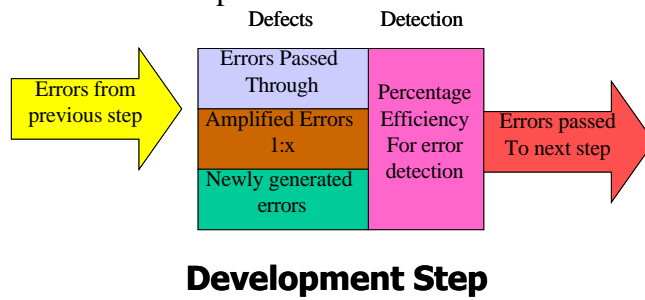 Defects Detection
Errors from
previous step
Errors Passed
Through
Amplified Errors
1:x
Newly generated
errors
Percentage
Efficiency
For error
detection
Errors passed
To next step
Development Step